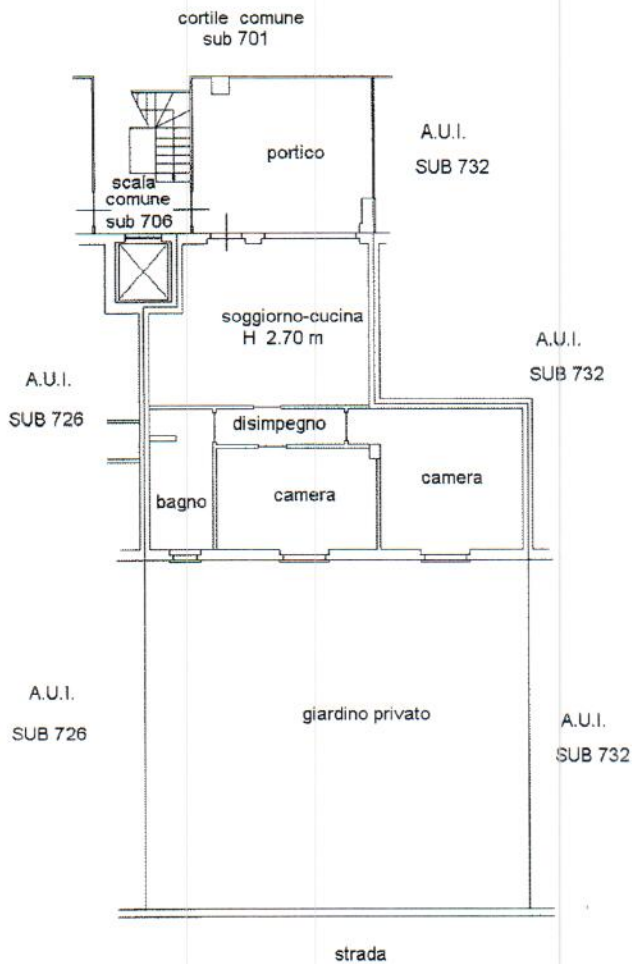 cortile comune
sub 701
A.U.I.
SUB 732
portico
scala
comune
sub 706
soggiorno-cucina
H 2.70 m
A.U.I.
SUB 732
A.U.I.
SUB 726
disimpegno
bagno
camera
camera
A.U.I.
SUB 726
giardino privato
A.U.I.
SUB 732
strada